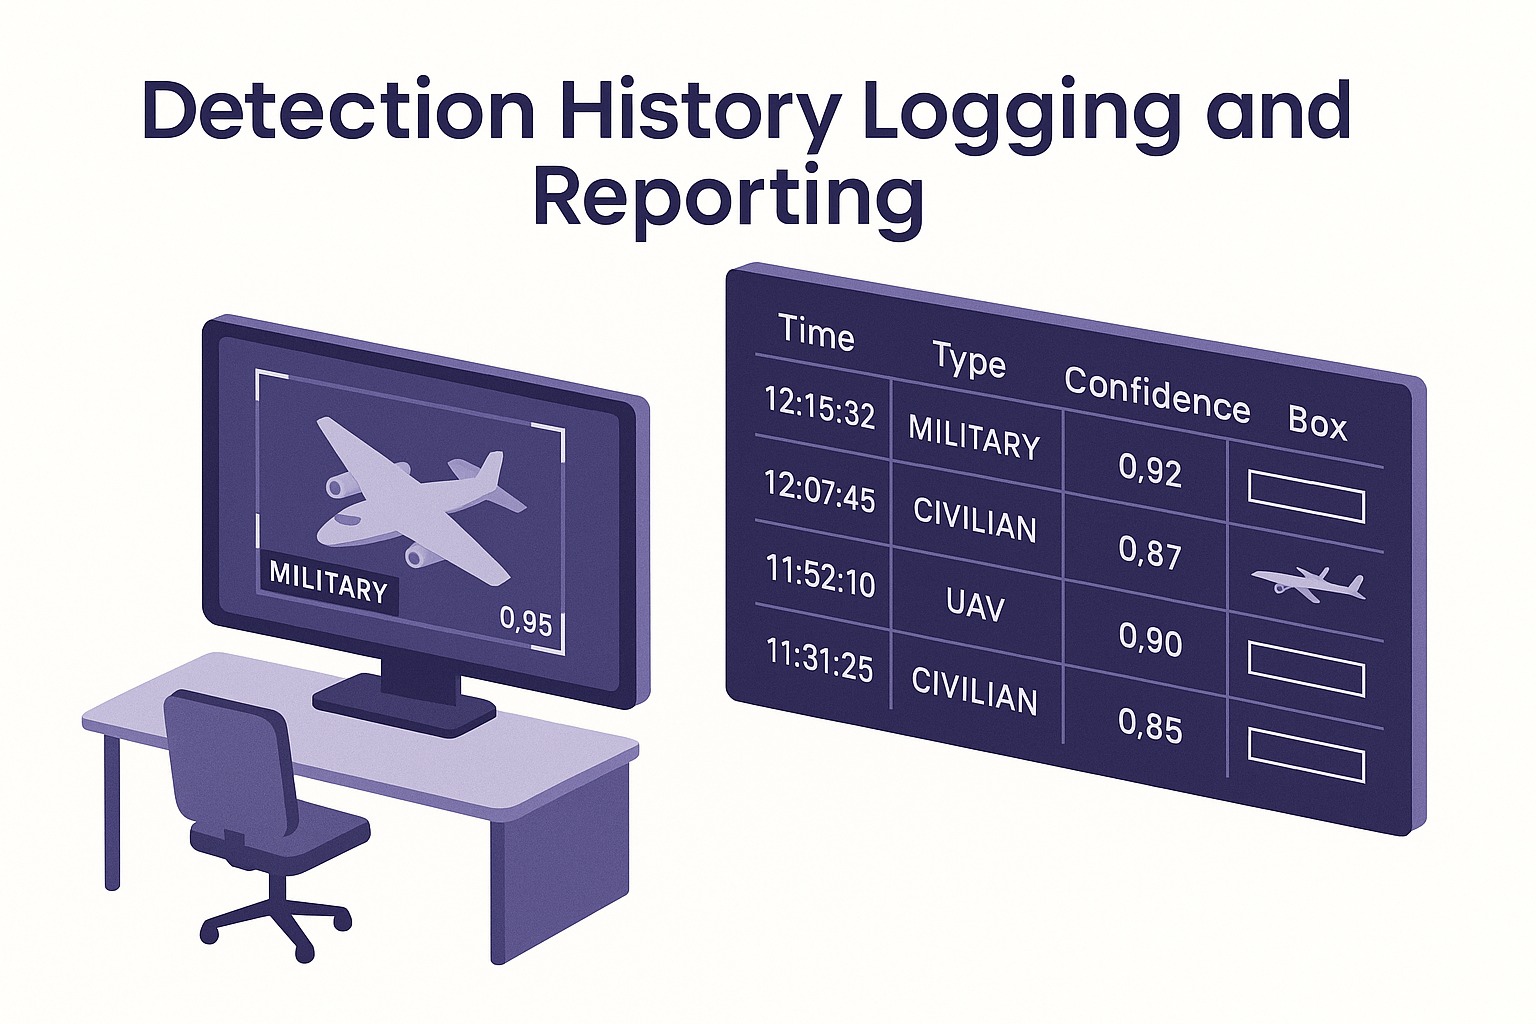 Detection History Logging and
Reporting
MILITARY
0,95
Time Type Confidence Box
12:15:32 MILITARY 0,92
12:07:45 CIVILIAN 0,87
11:52:10 UAV 0,90
11:31:25 CIVILIAN 0,85